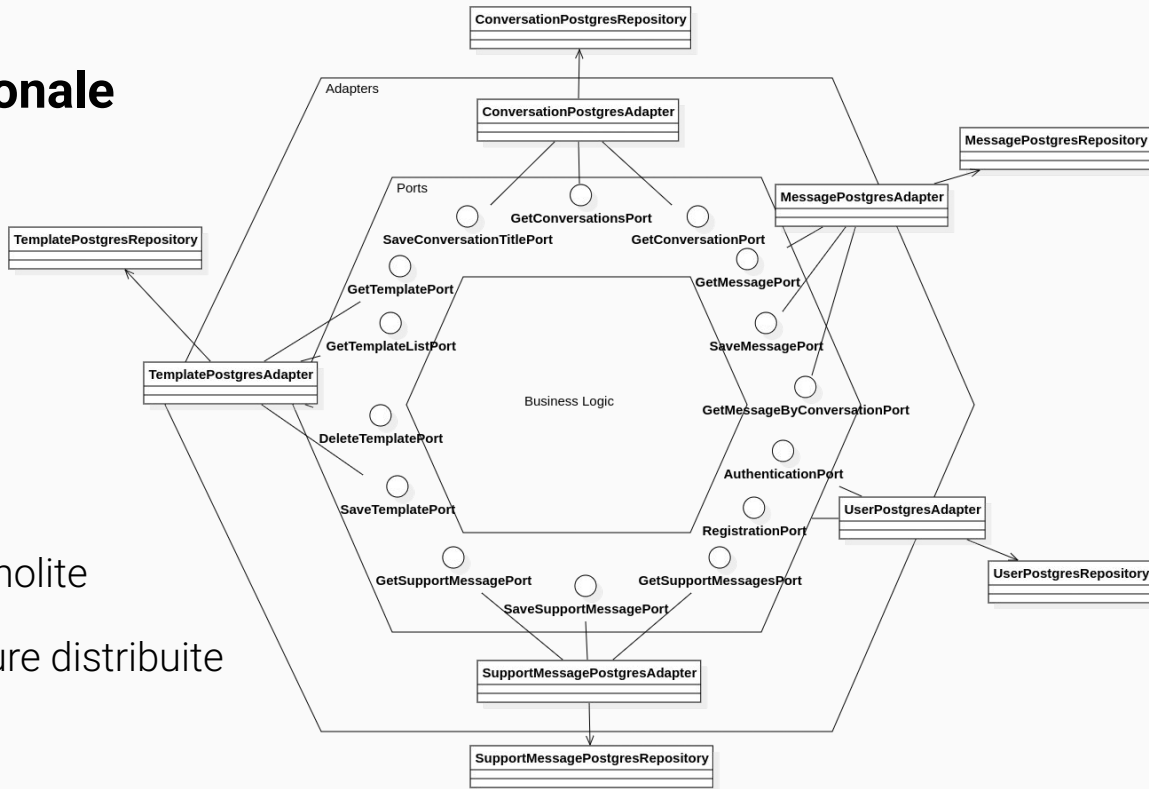 ConversationPostgresRepository
onale
Adapters
ConversationPostgresAdapter
MessagePostgresRepository
Ports
MessagePostgresAdapter
GetConversationsPort
TemplatePostgresRepository
SaveConversationTitlePort
GetConversationPort
GetTemplatePort
GetMessagePort
GetTemplateListPort
SaveMessagePort
TemplatePostgresAdapter
Business Logic
GetMessageByConversationPort
DeleteTemplatePort
AuthenticationPort
SaveTemplatePort
UserPostgresAdapter
RegistrationPort
nolite
GetSupportMessagePort
GetSupportMessagesPort
UserPostgresRepository
SaveSupportMessagePort
ure distribuite
SupportMessagePostgresAdapter
SupportMessagePostgresRepository